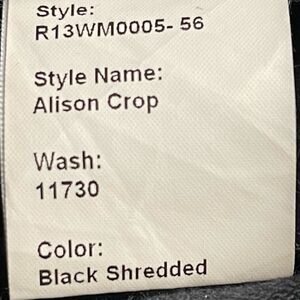 Style:
R13WM0005- 56
Style Name:
Alison Crop
Wash:
11730
Color:
Black Shredded